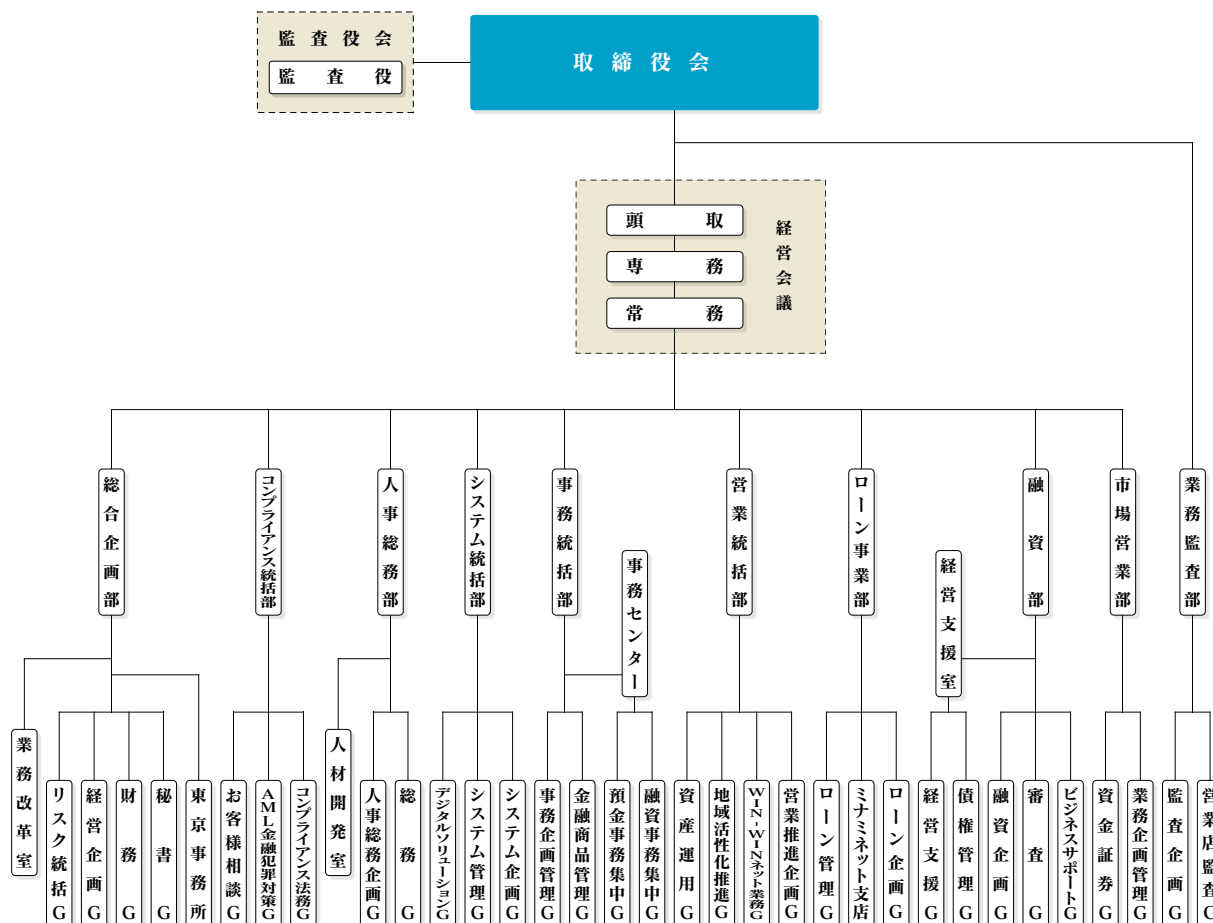 監査役会
監査役
取締役会
頭取
専務
常務
経営会議
総合企画部
コンプライアンス統括部
人事総務部
システム統括部
事務統括部
事務センター
営業統括部
ローン事業部
経営支援室
融資部
市場営業部
業務監査部
業務改革室
リスク統括G
経営企画G
財務G
秘書G
東京事務所
お客様相談G
AML金融犯罪対策G
コンプライアンス法務G
人材開発室
人事総務企画G
総務G
デジタルソリューションG
システム管理G
システム企画G
事務企画管理G
金融商品管理G
預金事務集中G
融資事務集中G
資産運用G
地域活性化推進G
WIN-WINネット業務G
営業推進企画G
ローン管理G
ミナミネット支店
ローン企画G
経営支援G
債権管理G
融資企画G
審査G
ビジネスサポートG
資金証券G
業務企画管理G
監査企画G
営業店監査G